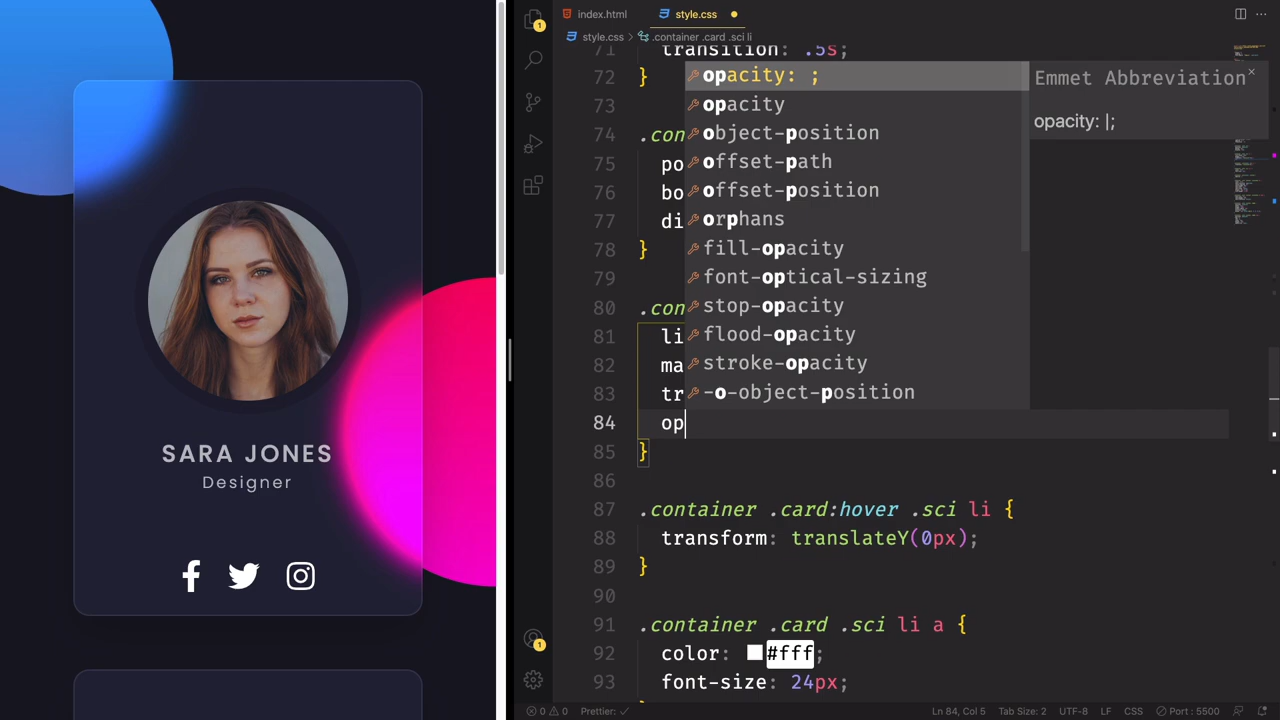 SARA JONES
Designer
index.html
style.css
style.css
.container .card .sci li
71
transition: .5s;
72
}
73
74
.con
75
po
76
bo
77
di
78
}
79
80
.con
81
li
82
ma
83
tr
84
op
85
}
86
87
.container .card:hover .sci li {
88
transform: translateY(0px);
89
}
90
91
.container .card .sci li a {
92
color: #fff;
93
font-size: 24px;
opacity: ;
opacity
object-position
offset-path
offset-position
orphans
fill-opacity
font-optical-sizing
stop-opacity
flood-opacity
stroke-opacity
-o-object-position
Emmet Abbreviation
opacity: |;
1
1
0 0
Prettier: ✓
Ln 84, Col 5
Tab Size: 2
UTF-8
LF
CSS
Port : 5500